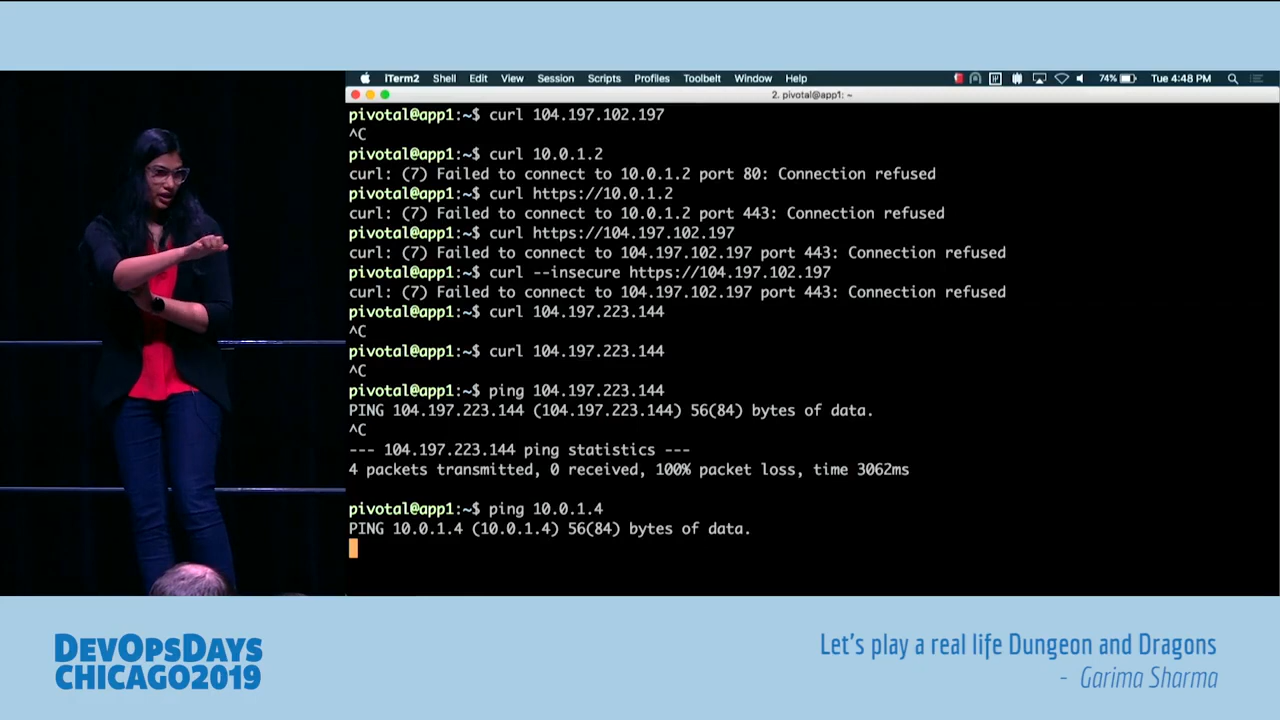 iTerm2 Shell Edit View Session Scripts Profiles Toolbelt Window Help 74% Tue 4:48 PM
2. pivotal@app1: ~
pivotal@app1:~$ curl 104.197.102.197
^C
pivotal@app1:~$ curl 10.0.1.2
curl: (7) Failed to connect to 10.0.1.2 port 80: Connection refused
pivotal@app1:~$ curl https://10.0.1.2
curl: (7) Failed to connect to 10.0.1.2 port 443: Connection refused
pivotal@app1:~$ curl https://104.197.102.197
curl: (7) Failed to connect to 104.197.102.197 port 443: Connection refused
pivotal@app1:~$ curl --insecure https://104.197.102.197
curl: (7) Failed to connect to 104.197.102.197 port 443: Connection refused
pivotal@app1:~$ curl 104.197.223.144
^C
pivotal@app1:~$ curl 104.197.223.144
^C
pivotal@app1:~$ ping 104.197.223.144
PING 104.197.223.144 (104.197.223.144) 56(84) bytes of data.
^C
--- 104.197.223.144 ping statistics ---
4 packets transmitted, 0 received, 100% packet loss, time 3062ms
pivotal@app1:~$ ping 10.0.1.4
PING 10.0.1.4 (10.0.1.4) 56(84) bytes of data.
DevOpsDays
CHICAGO2019
Let's play a real life Dungeon and Dragons
- Garima Sharma